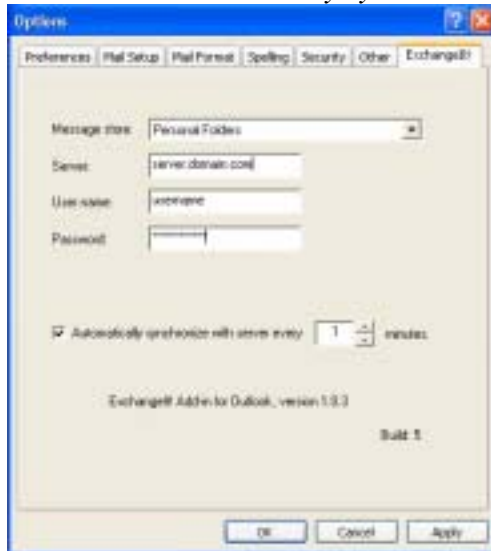 Options
Preferences Mail Setup Mail Format Spelling Security Other ExchangeIt!
Message store: Personal Folders
Server: server.domain.com
User name: username
Password: 
Automatically synchronize with server every 1 minutes
ExchangeIt! Add-in for Outlook, version 1.0.3
Build: 5
OK Cancel Apply